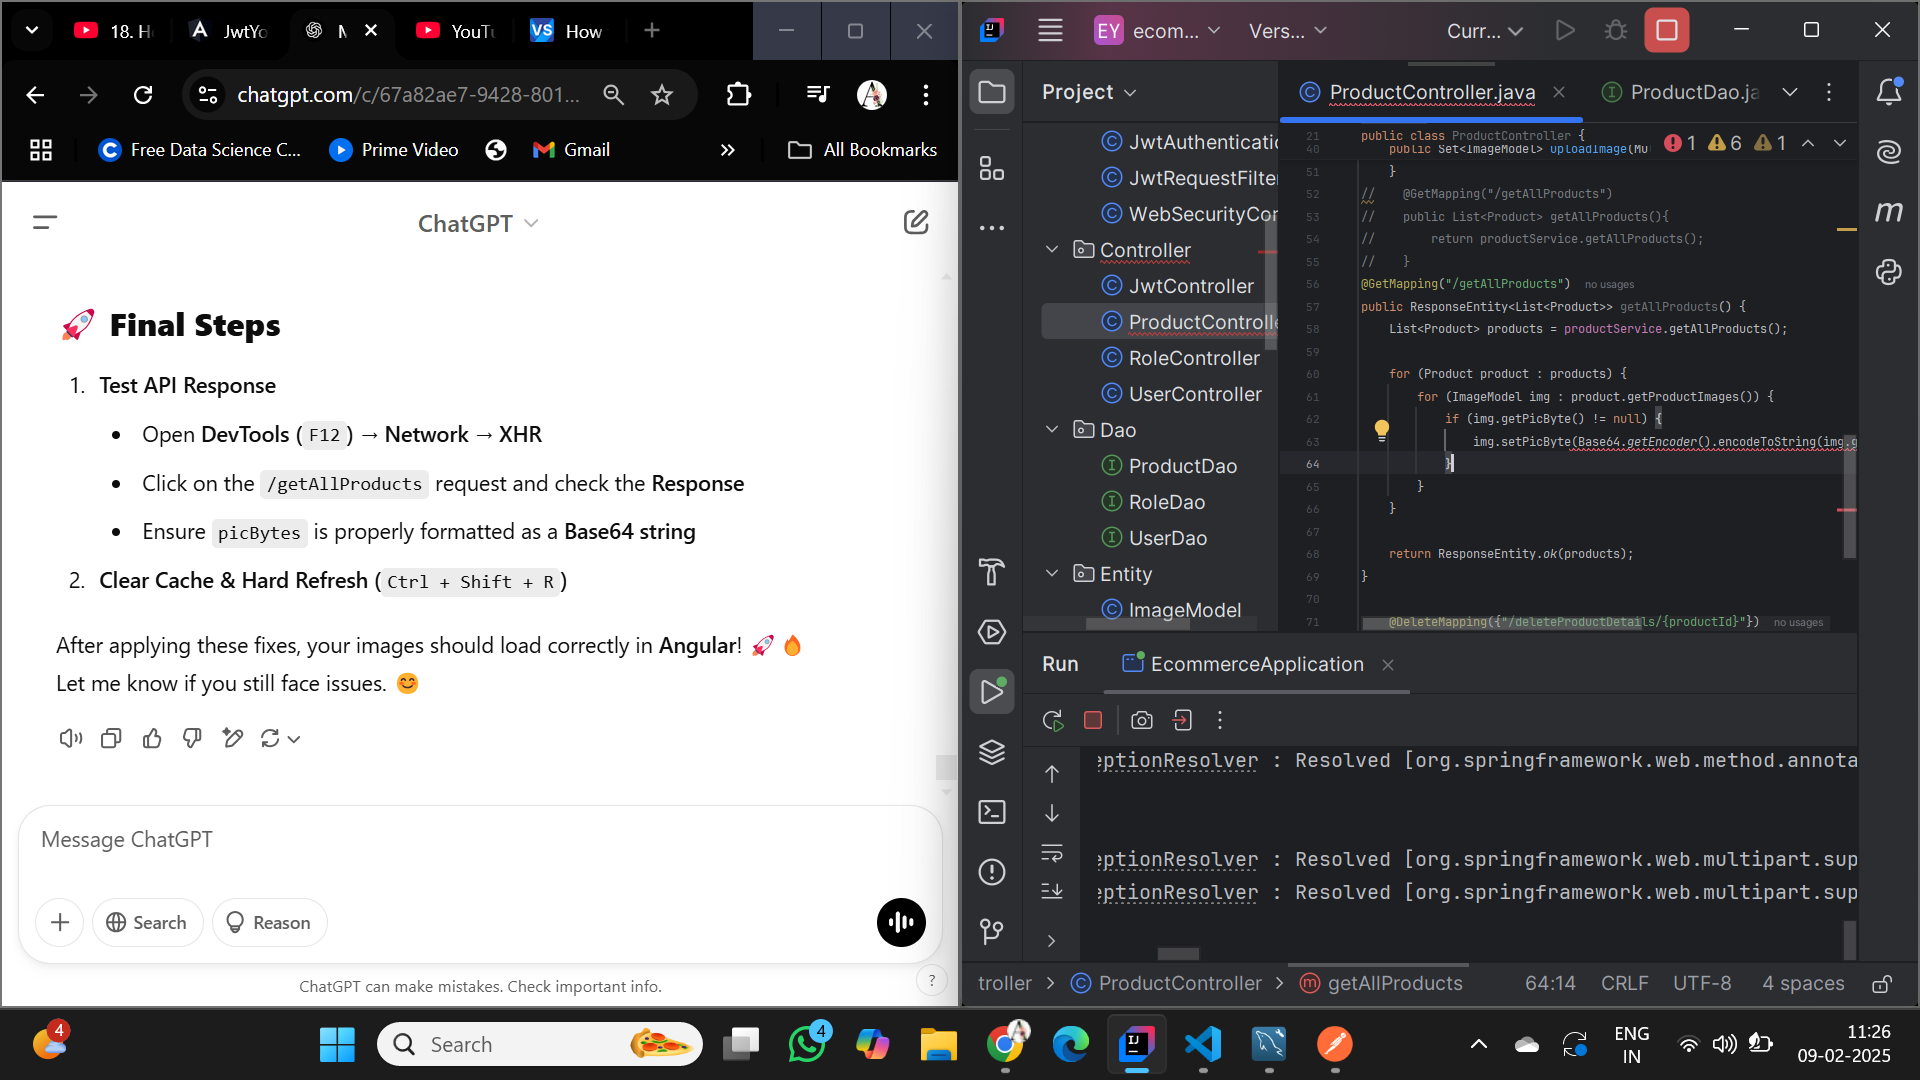 18. H
JwtYo
YouTu
How
chatgpt.com/c/67a82ae7-9428-801...
Free Data Science C...
Prime Video
Gmail
All Bookmarks
ChatGPT
🚀 Final Steps
1. Test API Response
• Open DevTools (F12) → Network → XHR
• Click on the /getAllProducts request and check the Response
• Ensure picBytes is properly formatted as a Base64 string
2. Clear Cache & Hard Refresh (Ctrl + Shift + R)
After applying these fixes, your images should load correctly in Angular! 🚀 🔥
Let me know if you still face issues. 😊
Message ChatGPT
Search
Reason
ChatGPT can make mistakes. Check important info.
?
EY ecom...
Vers...
Curr...
Project
ProductController.java
ProductDao.ja
JwtAuthenticatio
JwtRequestFilter
WebSecurityCon
Controller
JwtController
ProductControlle
RoleController
UserController
Dao
ProductDao
RoleDao
UserDao
Entity
ImageModel
1 6 1
21 public class ProductController {
40 public Set<ImageModel> uploadImage(Mu
51 }
52 // @GetMapping("/getAllProducts")
53 // public List<Product> getAllProducts(){
54 // return productService.getAllProducts();
55 // }
56 @GetMapping("/getAllProducts") no usages
57 public ResponseEntity<List<Product>> getAllProducts() {
58 List<Product> products = productService.getAllProducts();
59
60 for (Product product : products) {
61 for (ImageModel img : product.getProductImages()) {
62 if (img.getPicByte() != null) {
63 img.setPicByte(Base64.getEncoder().encodeToString(img.g
64 }
65 }
66 }
67
68 return ResponseEntity.ok(products);
69 }
70
71 @DeleteMapping({"/deleteProductDetails/{productId}"}) no usages
Run
EcommerceApplication
eptionResolver : Resolved [org.springframework.web.method.annota
eptionResolver : Resolved [org.springframework.web.multipart.sup
eptionResolver : Resolved [org.springframework.web.multipart.sup
troller > ProductController > getAllProducts
64:14
CRLF
UTF-8
4 spaces
4
Search
4
ENG
IN
11:26
09-02-2025